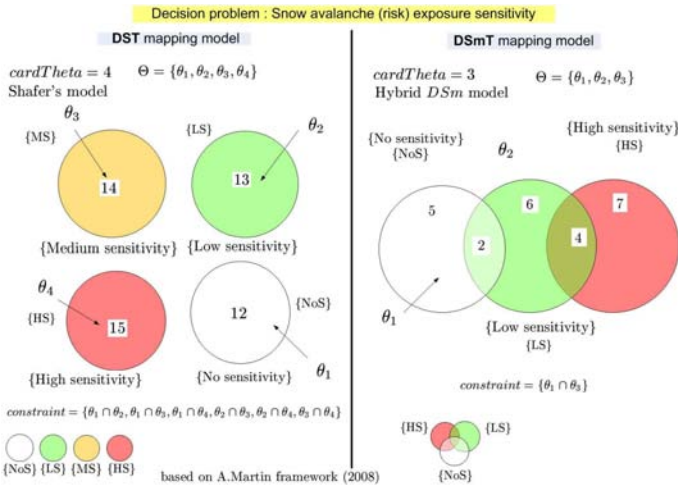 Decision problem : Snow avalanche (risk) exposure sensitivity
DST mapping model
cardTheta = 4   Θ = {θ₁, θ₂, θ₃, θ₄}
Shafer's model
θ₃
{MS}
14
{Medium sensitivity}
{LS}
θ₂
13
{Low sensitivity}
θ₄
{HS}
15
{High sensitivity}
12
{NoS}
{No sensitivity}
θ₁
constraint = {θ₁ ∩ θ₂, θ₁ ∩ θ₃, θ₁ ∩ θ₄, θ₂ ∩ θ₃, θ₂ ∩ θ₄, θ₃ ∩ θ₄}
{NoS} {LS} {MS} {HS}
based on A.Martin framework (2008)
DSmT mapping model
cardTheta = 3   Θ = {θ₁, θ₂, θ₃}
Hybrid DSm model
{No sensitivity}
{NoS}
θ₂
{High sensitivity}
{HS}
5
2
6
4
7
θ₁
{Low sensitivity}
{LS}
constraint = {θ₁ ∩ θ₃}
{HS}
{LS}
{NoS}